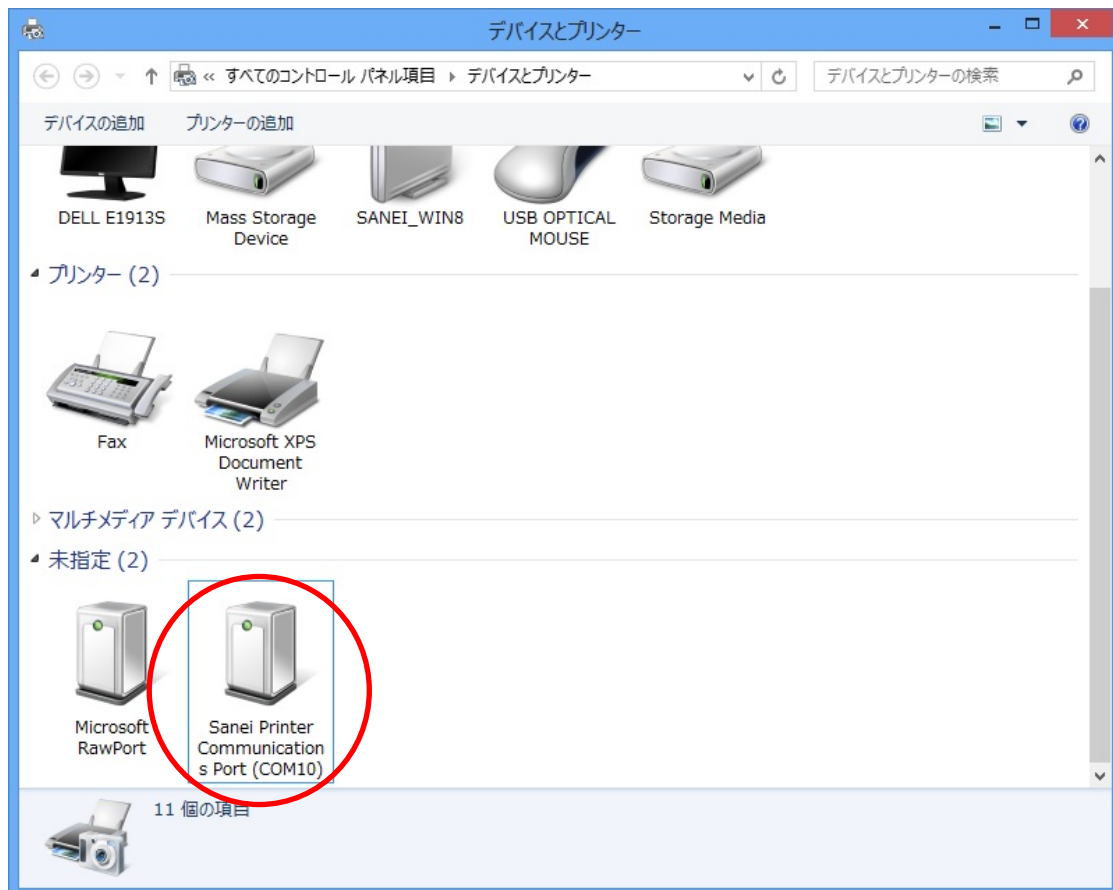 デバイスとプリンター
« すべてのコントロール パネル項目 ▸ デバイスとプリンター
デバイスとプリンターの検索
デバイスの追加 プリンターの追加
DELL E1913S
Mass Storage
Device
SANEI_WIN8
USB OPTICAL
MOUSE
Storage Media
プリンター (2)
Fax
Microsoft XPS
Document
Writer
マルチメディア デバイス (2)
未指定 (2)
Microsoft
RawPort
Sanei Printer
Communication
s Port (COM10)
11 個の項目